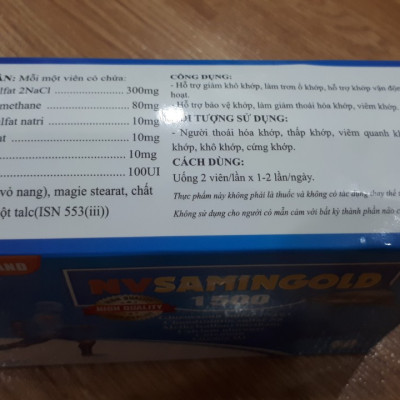 ẦN: Mỗi một viên có chứa:
lfat 2NaCl ........................ 300mg
methane ........................ 80mg
lfat natri ........................ 10mg
at ........................ 10mg
........................ 10mg
........................ 100UI
vỏ nang), magie stearat, chất
ột talc(ISN 553(iii))
CÔNG DỤNG:
- Hỗ trợ giảm khô khớp, làm trơn ổ khớp, hỗ trợ khớp vận độn
hoạt.
- Hỗ trợ bảo vệ khớp, làm giảm thoái hóa khớp, viêm khớp.
ĐỐI TƯỢNG SỬ DỤNG:
- Người thoái hóa khớp, thấp khớp, viêm quanh k
khớp, khô khớp, cứng khớp.
CÁCH DÙNG:
Uống 2 viên/lần x 1-2 lần/ngày.
Thực phẩm này không phải là thuốc và không có tác dụng thay thế
Không sử dụng cho người có mẫn cảm với bất kỳ thành phần nào
NV SAMINGOLD
1500
HIGH QUALITY